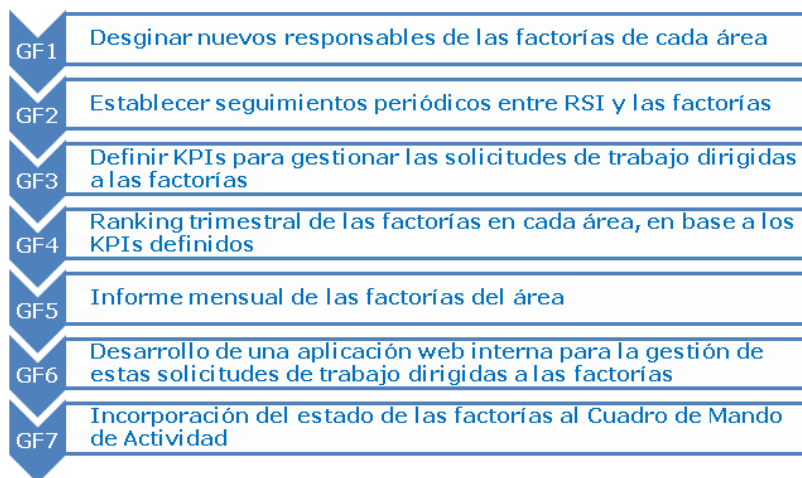 GF1
Desginar nuevos responsables de las factorías de cada área
GF2
Establecer seguimientos periódicos entre RSI y las factorías
GF3
Definir KPIs para gestionar las solicitudes de trabajo dirigidas
a las factorías
GF4
Ranking trimestral de las factorías en cada área, en base a los
KPIs definidos
GF5
Informe mensual de las factorías del área
GF6
Desarrollo de una aplicación web interna para la gestión de
estas solicitudes de trabajo dirigidas a las factorías
GF7
Incorporación del estado de las factorías al Cuadro de Mando
de Actividad